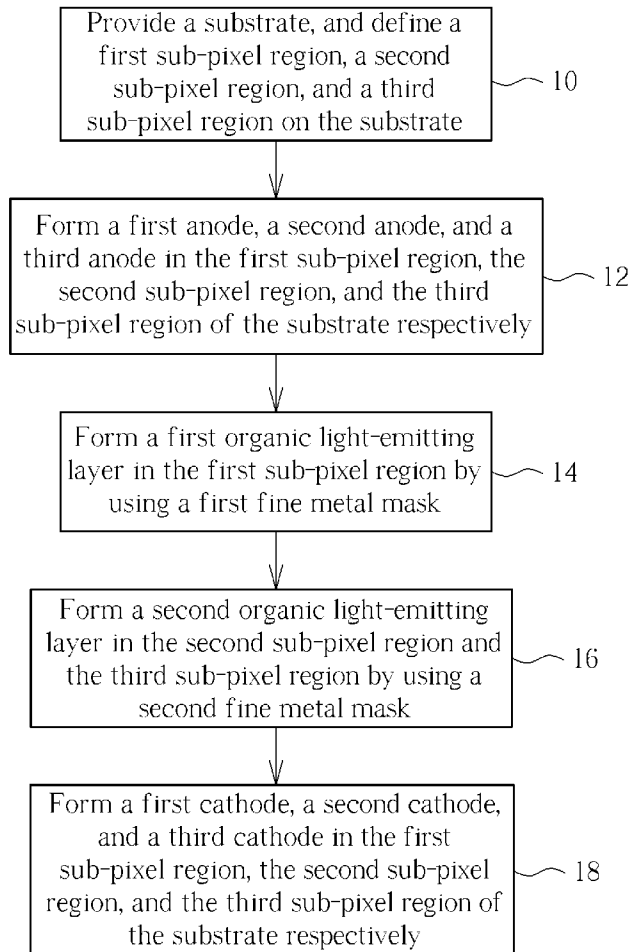 Provide a substrate, and define a
first sub-pixel region, a second
sub-pixel region, and a third
sub-pixel region on the substrate
10
Form a first anode, a second anode, and a
third anode in the first sub-pixel region, the
second sub-pixel region, and the third
sub-pixel region of the substrate respectively
12
Form a first organic light-emitting
layer in the first sub-pixel region by
using a first fine metal mask
14
Form a second organic light-emitting
layer in the second sub-pixel region and
the third sub-pixel region by using a
second fine metal mask
16
Form a first cathode, a second cathode,
and a third cathode in the first
sub-pixel region, the second sub-pixel
region, and the third sub-pixel region of
the substrate respectively
18